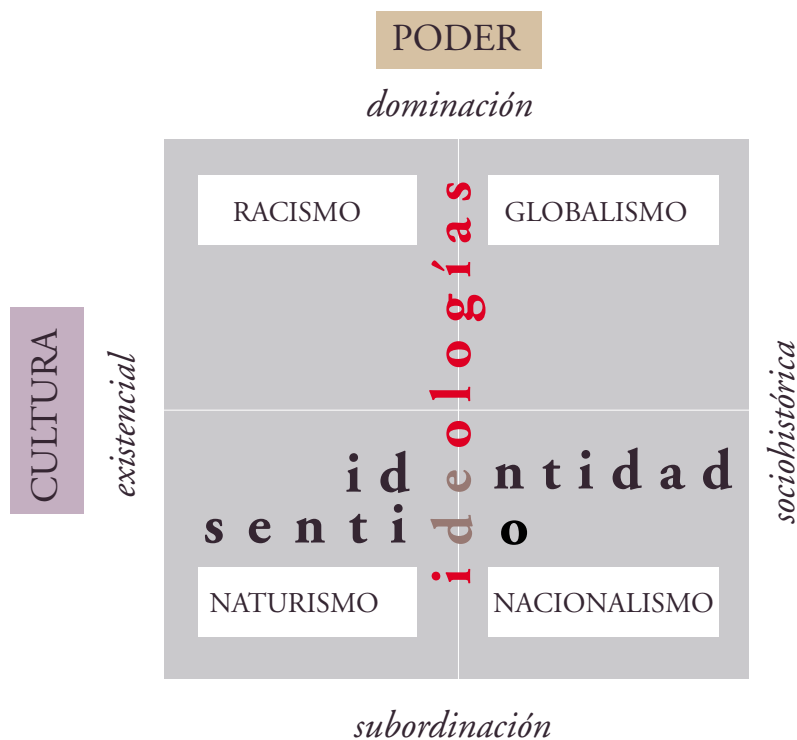 PODER
dominación
RACISMO
GLOBALISMO
ideologías
CULTURA
existencial
sociohistórica
identidad
sentido
NATURISMO
NACIONALISMO
subordinación